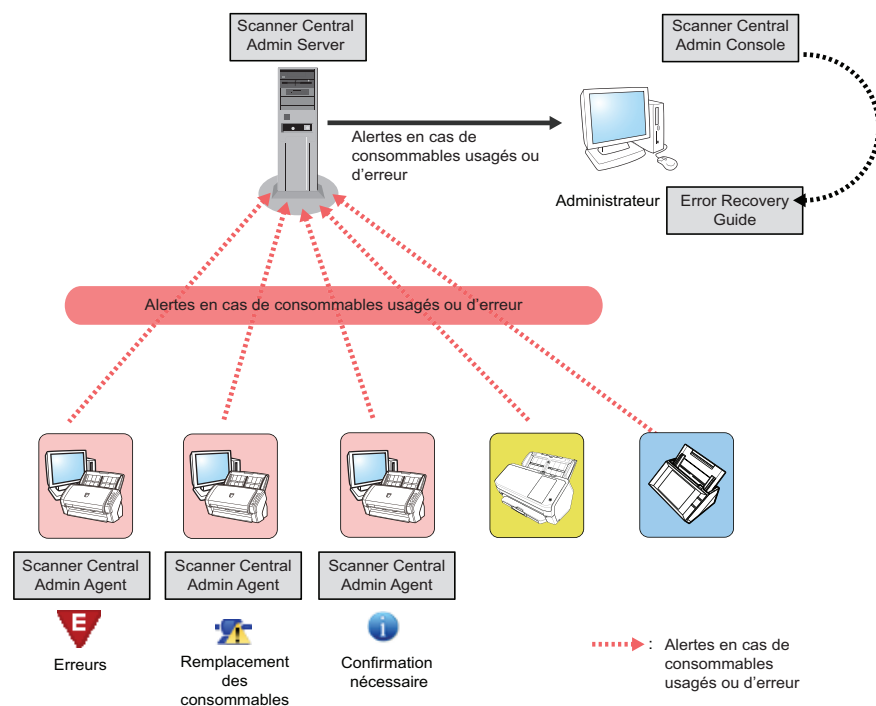 Scanner Central
Admin Server
Scanner Central
Admin Console
Alertes en cas de
consommables usagés ou
d'erreur
Administrateur
Error Recovery
Guide
Alertes en cas de consommables usagés ou d'erreur
Scanner Central
Admin Agent
Scanner Central
Admin Agent
Scanner Central
Admin Agent
E
Erreurs
Remplacement
des
consommables
i
Confirmation
nécessaire
: Alertes en cas de
consommables
usagés ou d'erreur